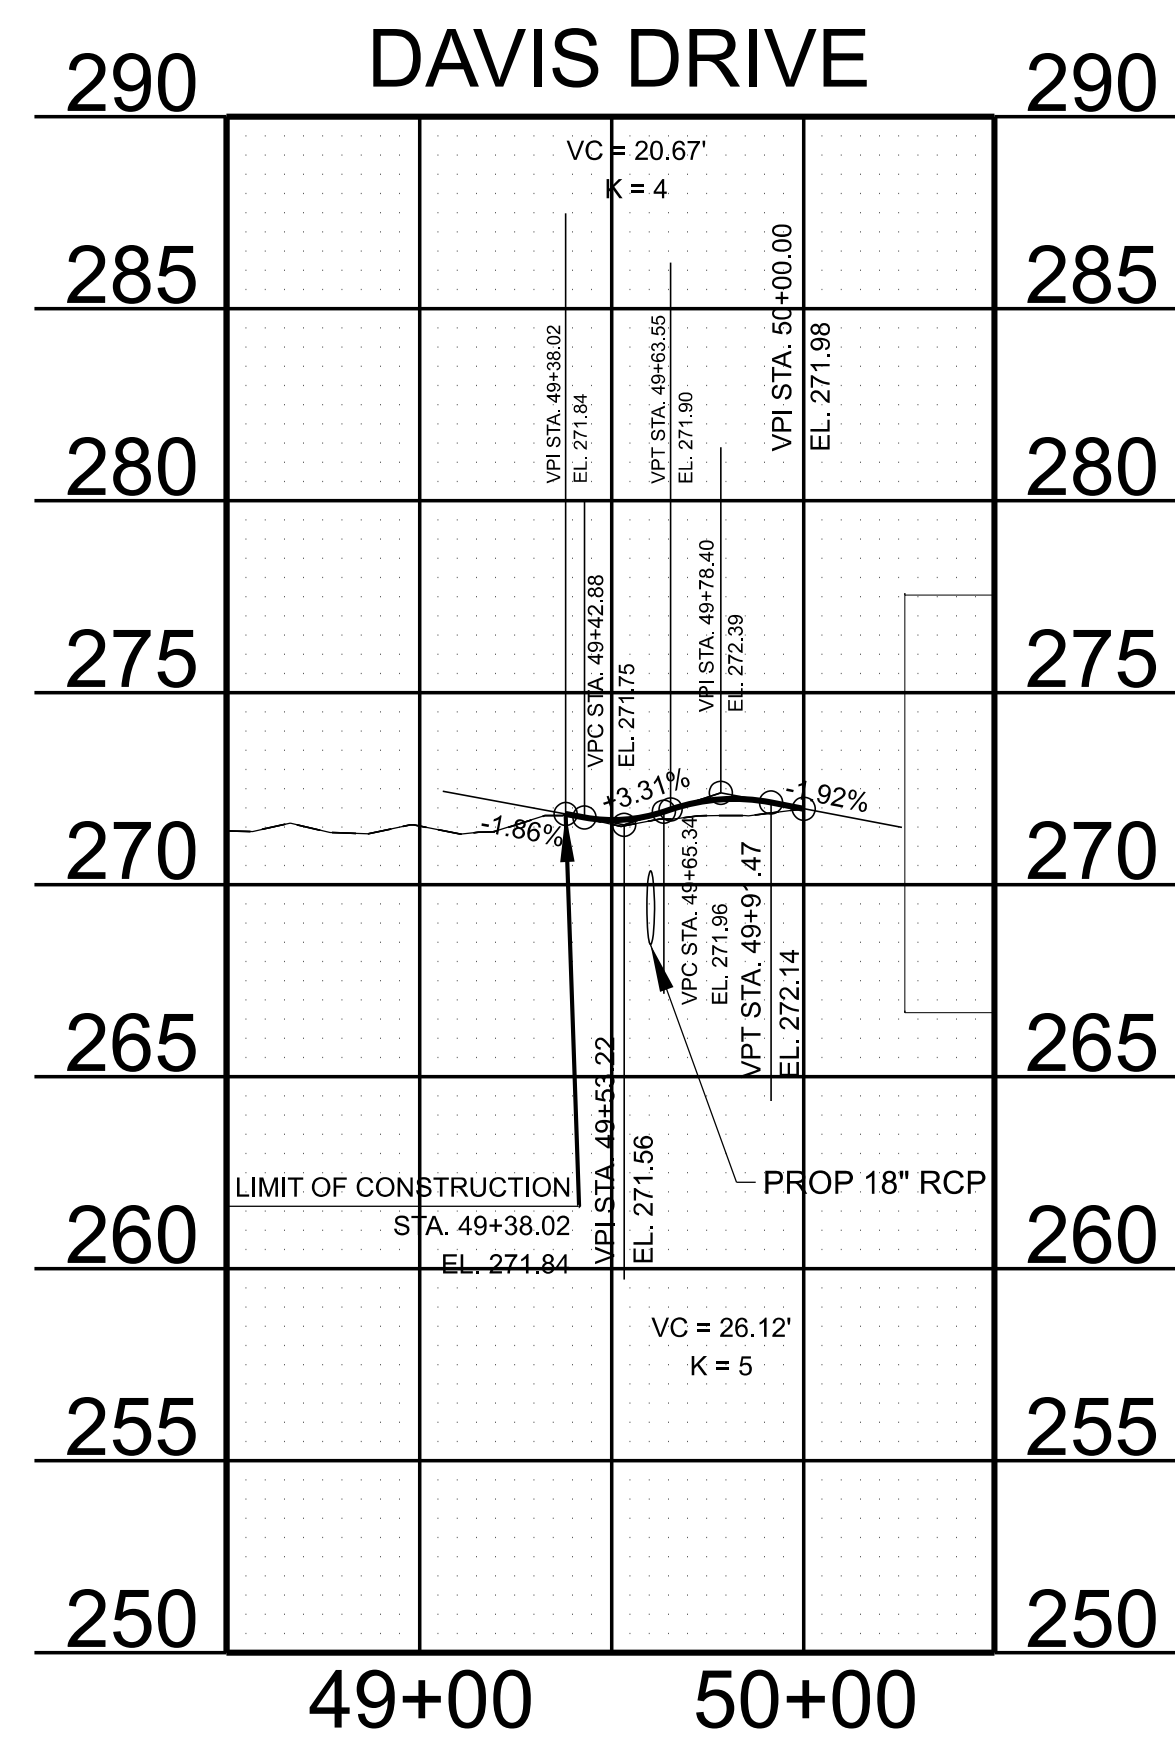 DAVIS DRIVE
290
290
VC = 20.67'
K = 4
285
285
VPI STA. 50+00.00
EL. 271.98
VPI STA. 49+38.02
EL. 271.84
VPT STA. 49+63.55
EL. 271.90
280
280
VPC STA. 49+42.88
EL. 271.75
VPI STA. 49+78.40
EL. 272.39
275
275
-1.86%
+3.31%
-1.92%
270
270
VPC STA. 49+65.34
EL. 271.96
VPT STA. 49+91.47
EL. 272.14
265
265
VPI STA. 49+53.22
EL. 271.56
LIMIT OF CONSTRUCTION
STA. 49+38.02
EL. 271.84
PROP 18" RCP
260
260
VC = 26.12'
K = 5
255
255
250
250
49+00
50+00